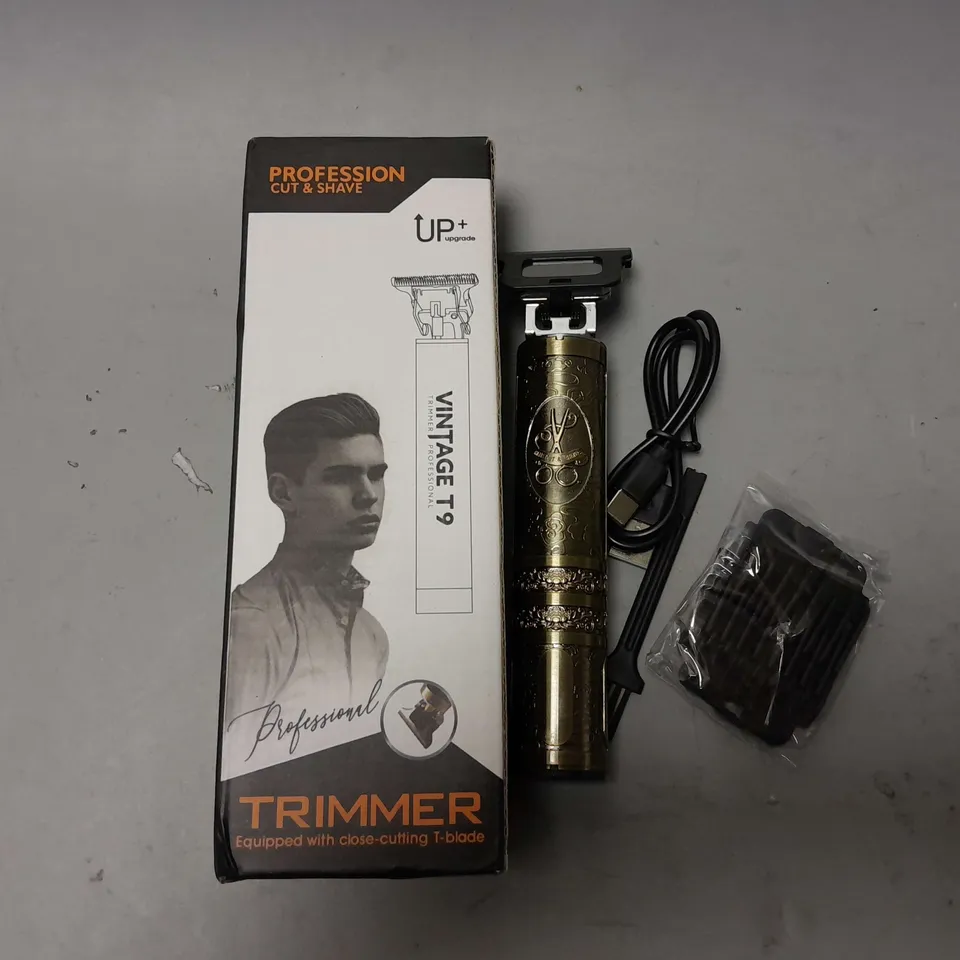 PROFESSION
CUT & SHAVE
UP+
upgrade
VINTAGE T9
TRIMMER PROFESSIONAL
Professional
TRIMMER
Equipped with close-cutting T-blade